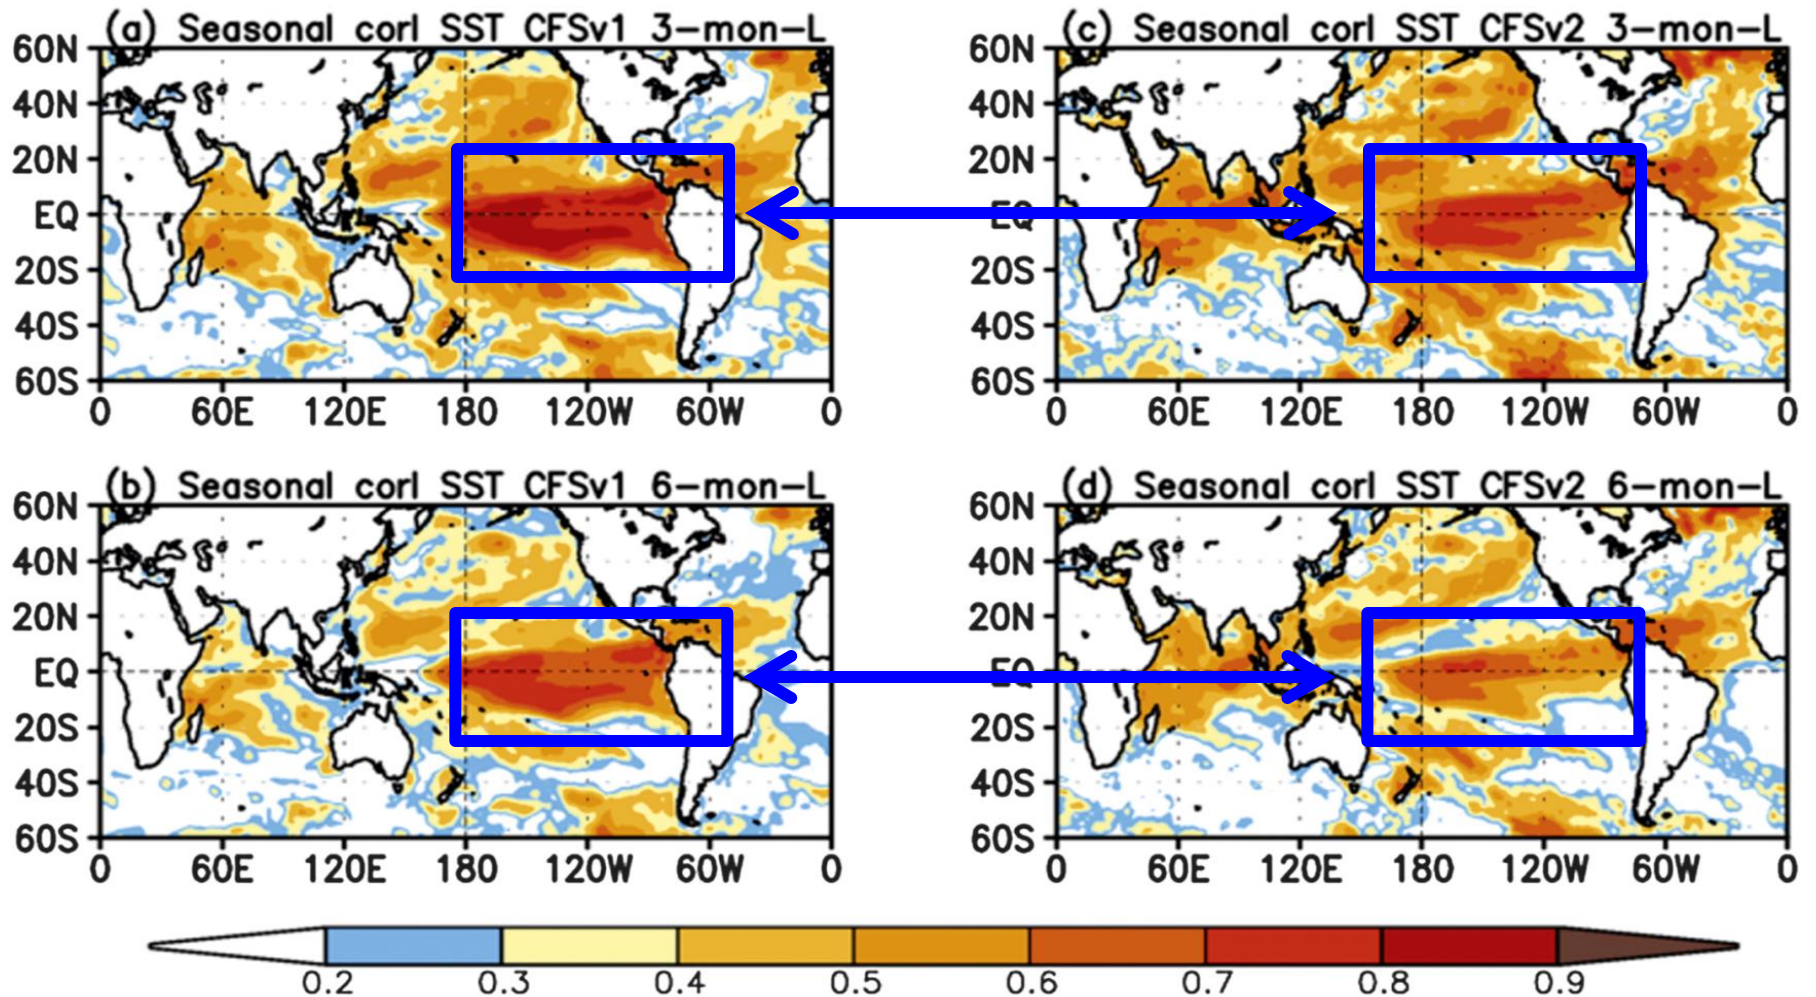 (a) Seasonal corl SST CFSv1 3-mon-L
60N
40N
20N
EQ
20S
40S
60S
0 60E 120E 180 120W 60W 0
(c) Seasonal corl SST CFSv2 3-mon-L
60N
40N
20N
EQ
20S
40S
60S
0 60E 120E 180 120W 60W 0
(b) Seasonal corl SST CFSv1 6-mon-L
60N
40N
20N
EQ
20S
40S
60S
0 60E 120E 180 120W 60W 0
(d) Seasonal corl SST CFSv2 6-mon-L
60N
40N
20N
EQ
20S
40S
60S
0 60E 120E 180 120W 60W 0
0.2 0.3 0.4 0.5 0.6 0.7 0.8 0.9